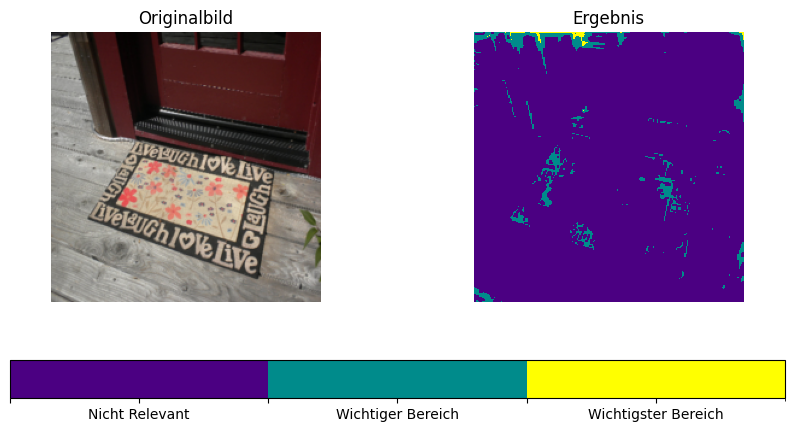 Originalbild
Ergebnis
LIVE LAUGH LOVE LIVE
LAUGH
LAUGH
LIVE LAUGH LOVE LIVE
Nicht Relevant
Wichtiger Bereich
Wichtigster Bereich